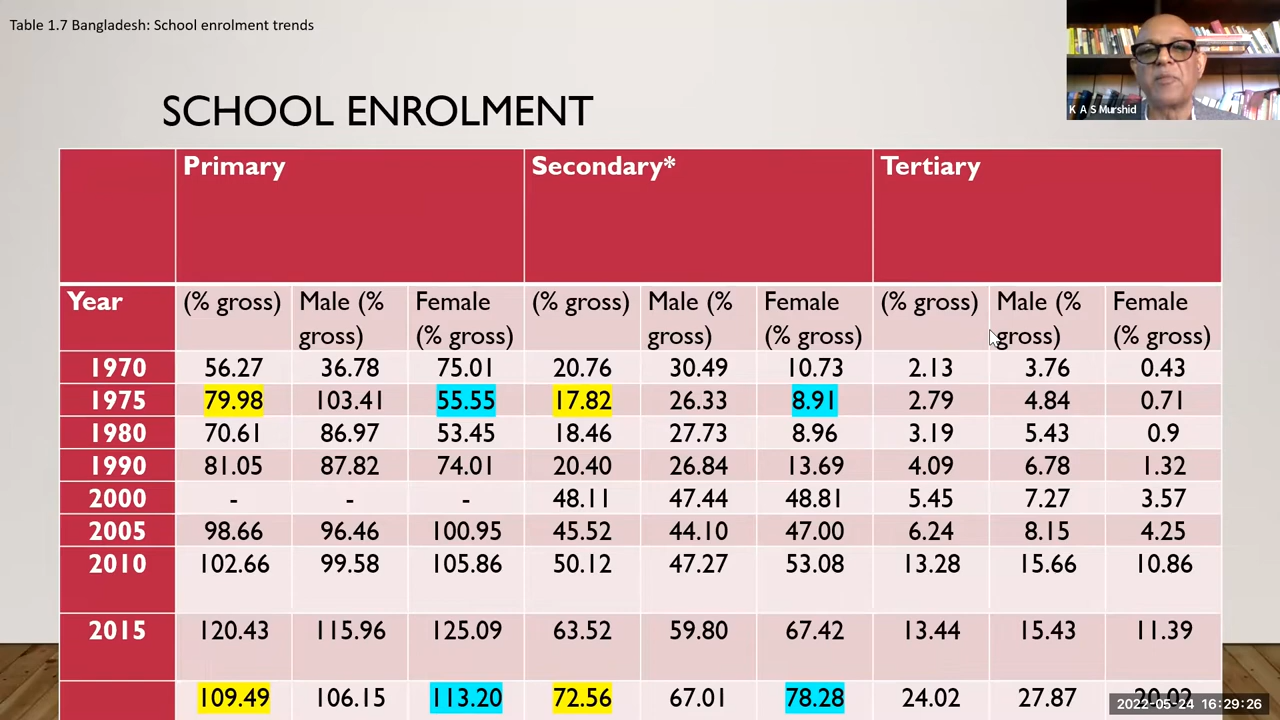 Table 1.7 Bangladesh: School enrolment trends
K A S Murshid
SCHOOL ENROLMENT
Primary Secondary* Tertiary
Year (% gross) Male (% gross) Female (% gross) (% gross) Male (% gross) Female (% gross) (% gross) Male (% gross) Female (% gross)
1970 56.27 36.78 75.01 20.76 30.49 10.73 2.13 3.76 0.43
1975 79.98 103.41 55.55 17.82 26.33 8.91 2.79 4.84 0.71
1980 70.61 86.97 53.45 18.46 27.73 8.96 3.19 5.43 0.9
1990 81.05 87.82 74.01 20.40 26.84 13.69 4.09 6.78 1.32
2000 - - - 48.11 47.44 48.81 5.45 7.27 3.57
2005 98.66 96.46 100.95 45.52 44.10 47.00 6.24 8.15 4.25
2010 102.66 99.58 105.86 50.12 47.27 53.08 13.28 15.66 10.86
2015 120.43 115.96 125.09 63.52 59.80 67.42 13.44 15.43 11.39
109.49 106.15 113.20 72.56 67.01 78.28 24.02 27.87 20.02
2022-05-24 16:29:26